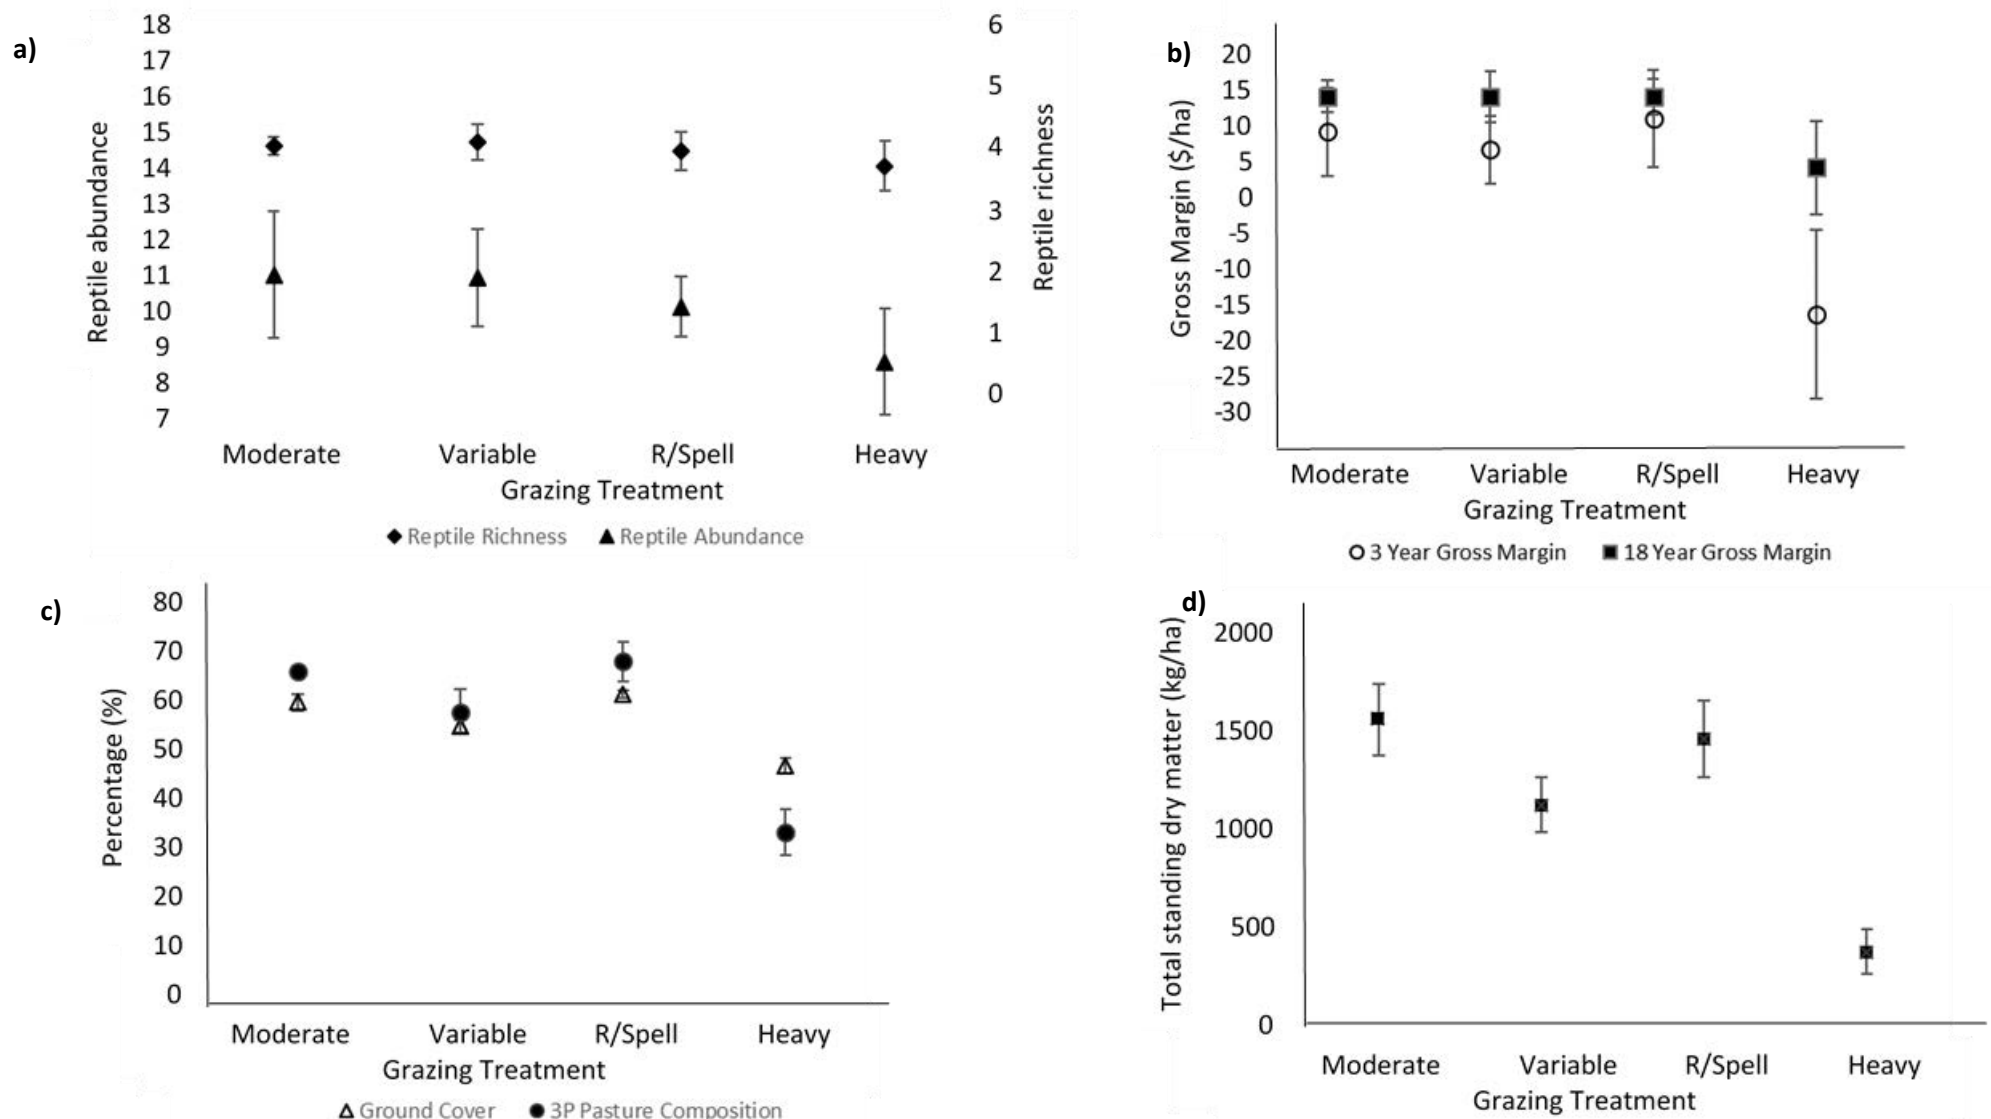 a)
18
17
16
15
14
13
12
11
10
9
8
7
Reptile abundance
6
5
4
3
2
1
0
Reptile richness
Moderate Variable R/Spell Heavy
Grazing Treatment
Reptile Richness Reptile Abundance
b)
20
15
10
5
0
-5
-10
-15
-20
-25
-30
Gross Margin ($/ha)
Moderate Variable R/Spell Heavy
Grazing Treatment
3 Year Gross Margin 18 Year Gross Margin
c)
80
70
60
50
40
30
20
10
0
Percentage (%)
Moderate Variable R/Spell Heavy
Grazing Treatment
Ground Cover 3P Pasture Composition
d)
2000
1500
1000
500
0
Total standing dry matter (kg/ha)
Moderate Variable R/Spell Heavy
Grazing Treatment